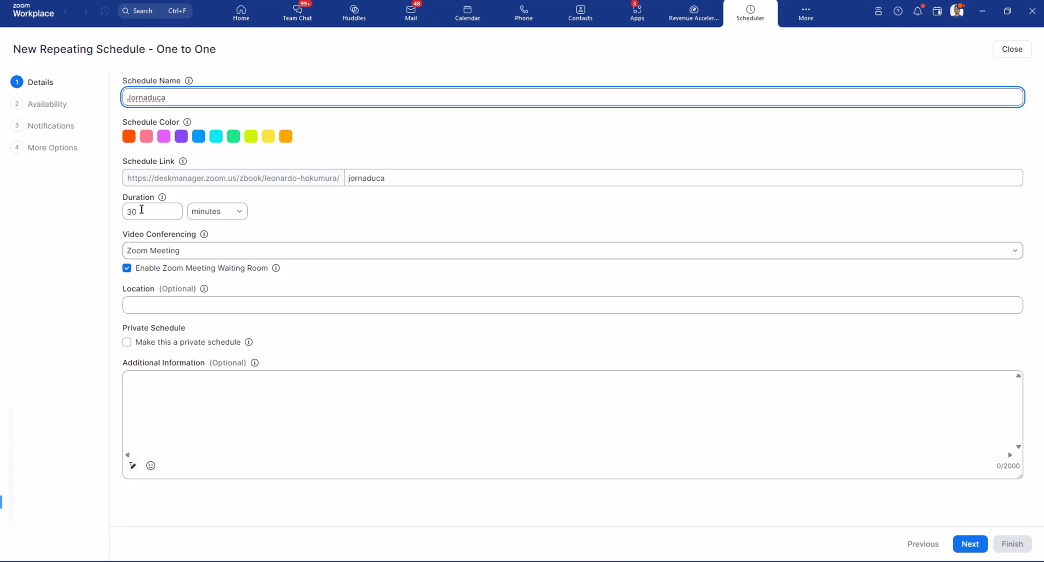 zoom
Workplace
Search Ctrl+F
Home
99+
Team Chat
Huddles
48
Mail
Calendar
Phone
Contacts
3
Apps
Revenue Acceler...
Scheduler
More
New Repeating Schedule - One to One
Close
1 Details
2 Availability
3 Notifications
4 More Options
Schedule Name
Jornaduca
Schedule Color
Schedule Link
https://deskmanager.zoom.us/zbook/leonardo-hokumura/ jornaduca
Duration
30 minutes
Video Conferencing
Zoom Meeting
Enable Zoom Meeting Waiting Room
Location (Optional)
Private Schedule
Make this a private schedule
Additional Information (Optional)
0/2000
Previous Next Finish